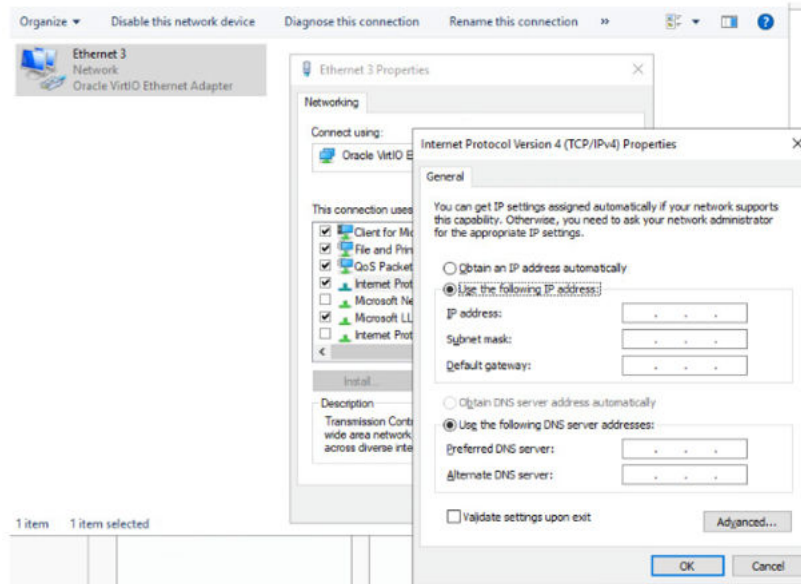 Organize Disable this network device Diagnose this connection Rename this connection »
Ethernet 3
Network
Oracle VirtIO Ethernet Adapter
Ethernet 3 Properties
Networking
Connect using:
Oracle VirtIO E
This connection uses
Client for Mic
File and Prin
QoS Packet
Internet Prot
Microsoft Ne
Microsoft LL
Internet Prot
Install...
Description
Transmission Contr
wide area network
across diverse inte
Internet Protocol Version 4 (TCP/IPv4) Properties
General
You can get IP settings assigned automatically if your network supports
this capability. Otherwise, you need to ask your network administrator
for the appropriate IP settings.
Obtain an IP address automatically
Use the following IP address:
IP address:
Subnet mask:
Default gateway:
Obtain DNS server address automatically
Use the following DNS server addresses:
Preferred DNS server:
Alternate DNS server:
Validate settings upon exit
Advanced...
OK Cancel
1 item 1 item selected